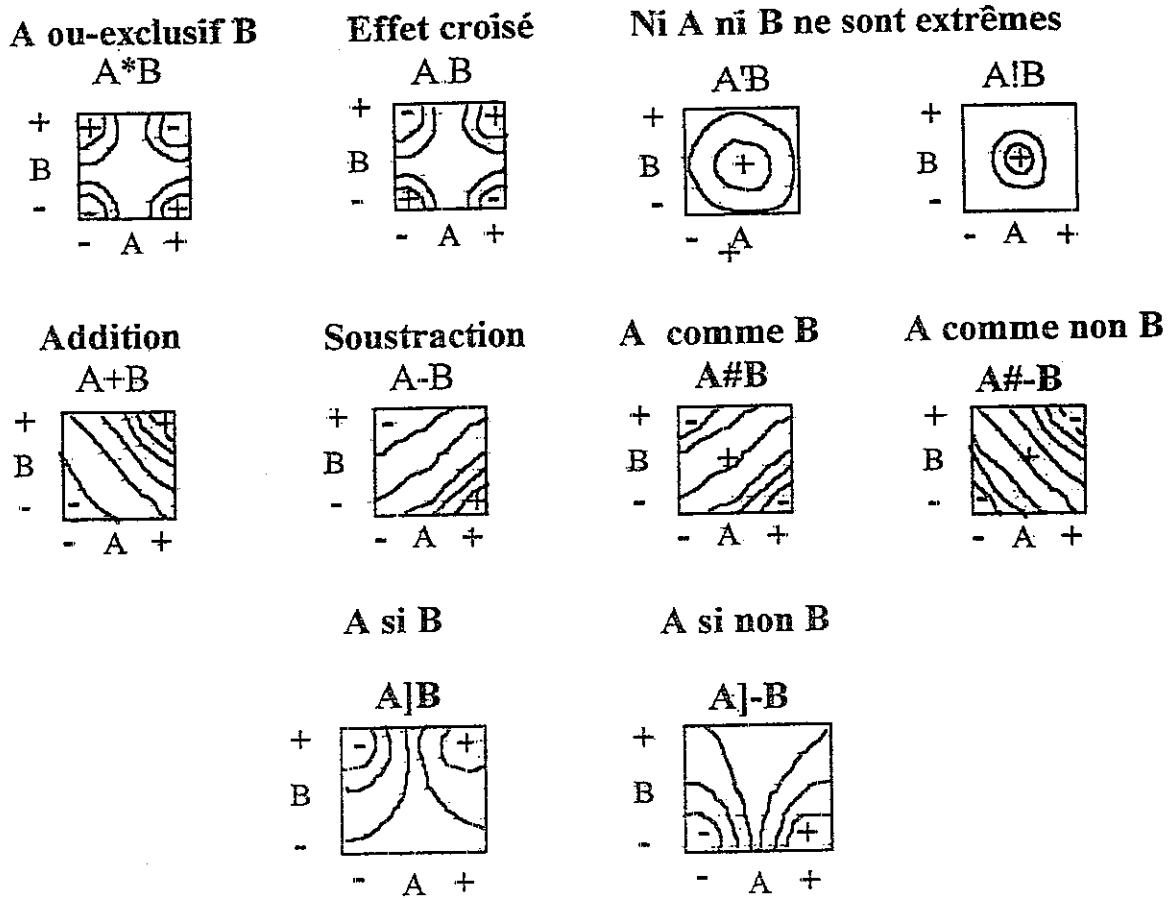 A ou-exclusif B
A*B
+ + -
B
- - +
- A +
Effet croisé
A.B
+ - +
B
- + -
- A +
Ni A ni B ne sont extrêmes
A'B
+
B +
-
- A
+
A!B
+
B +
-
- A +
Addition
A+B
+ +
B
- -
- A +
Soustraction
A-B
+ -
B
- +
- A +
A comme B
A#B
+ -
B +
- -
- A +
A comme non B
A#-B
+ -
B +
- -
- A +
A si B
A]B
+ - +
B
-
- A +
A si non B
A]-B
+
B
- - +
- A +